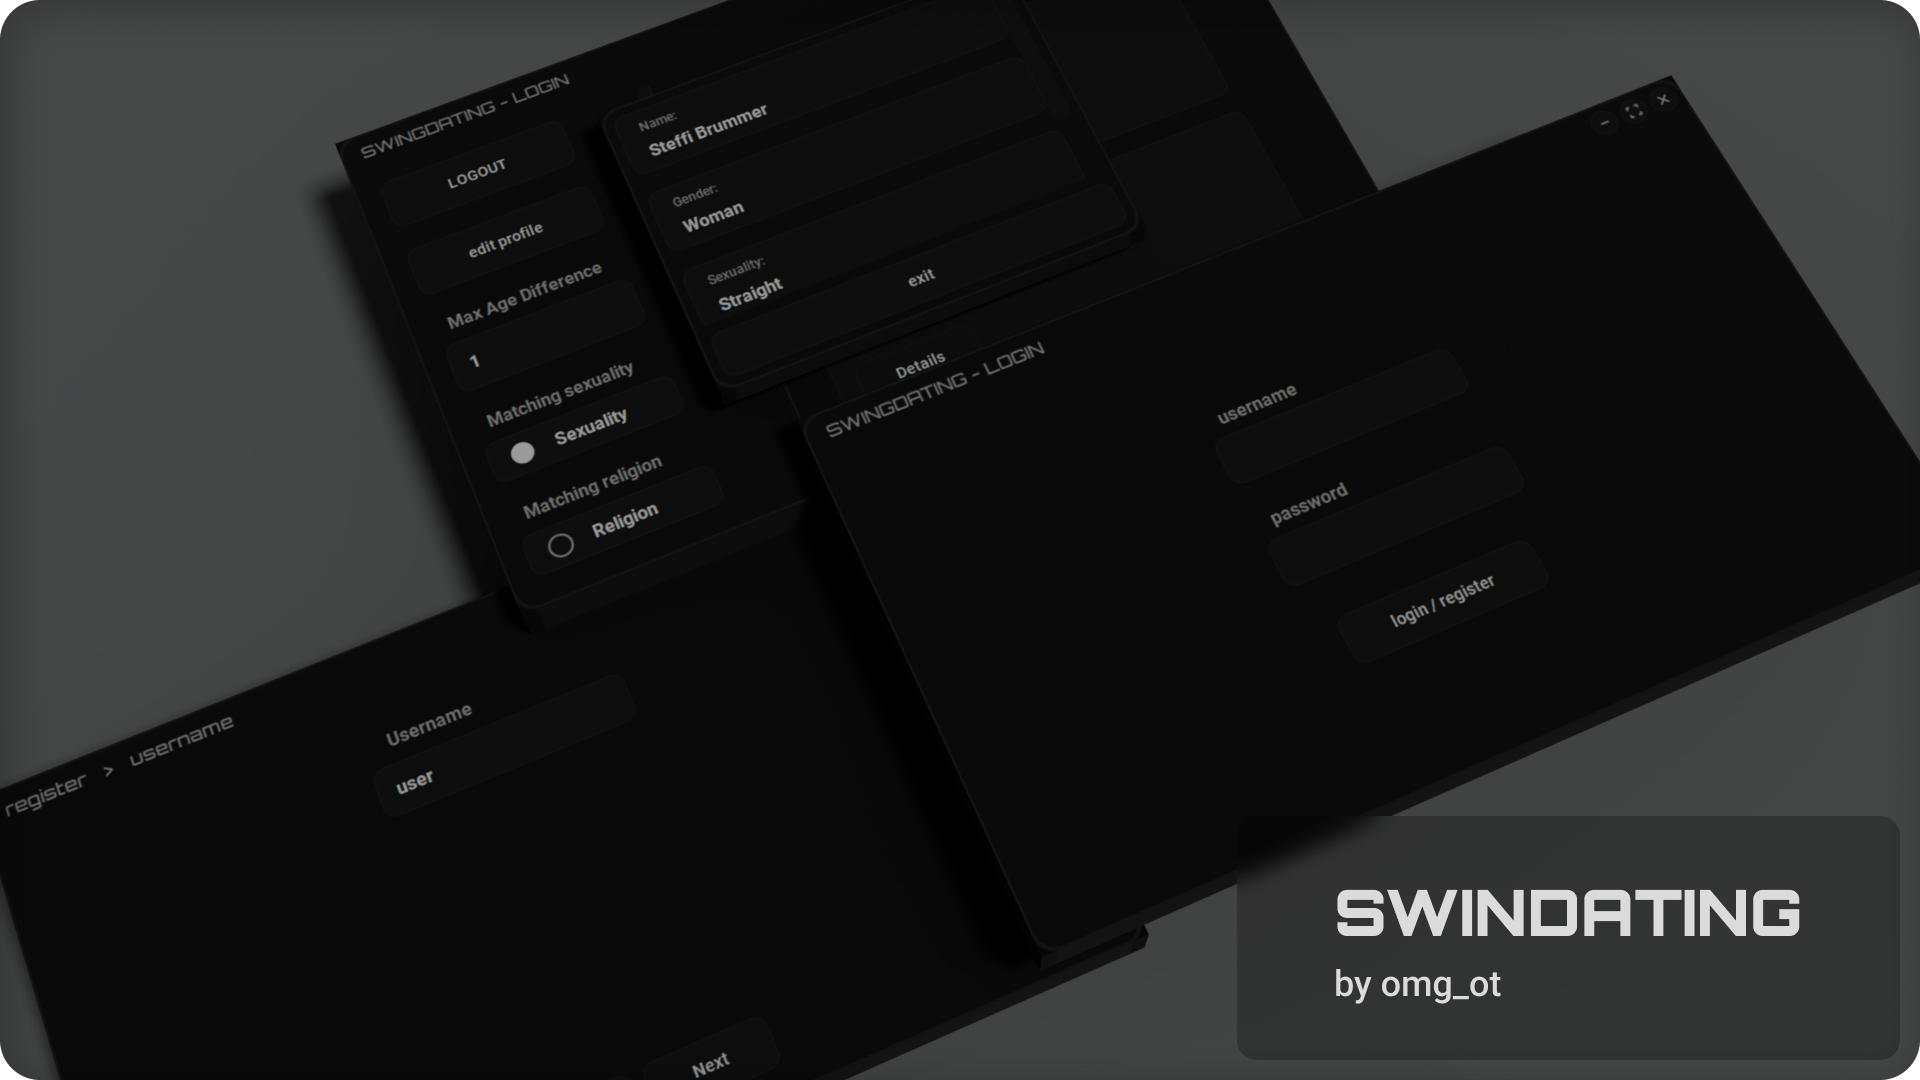 SWINGDATING - LOGIN
LOGOUT
edit profile
Max Age Difference
1
Matching sexuality
Sexuality
Matching religion
Religion
Name:
Steffi Brummer
Gender:
Woman
Sexuality:
Straight
exit
Details
SWINGDATING - LOGIN
username
password
login / register
register > username
Username
user
Next
SWINDATING
by omg_ot